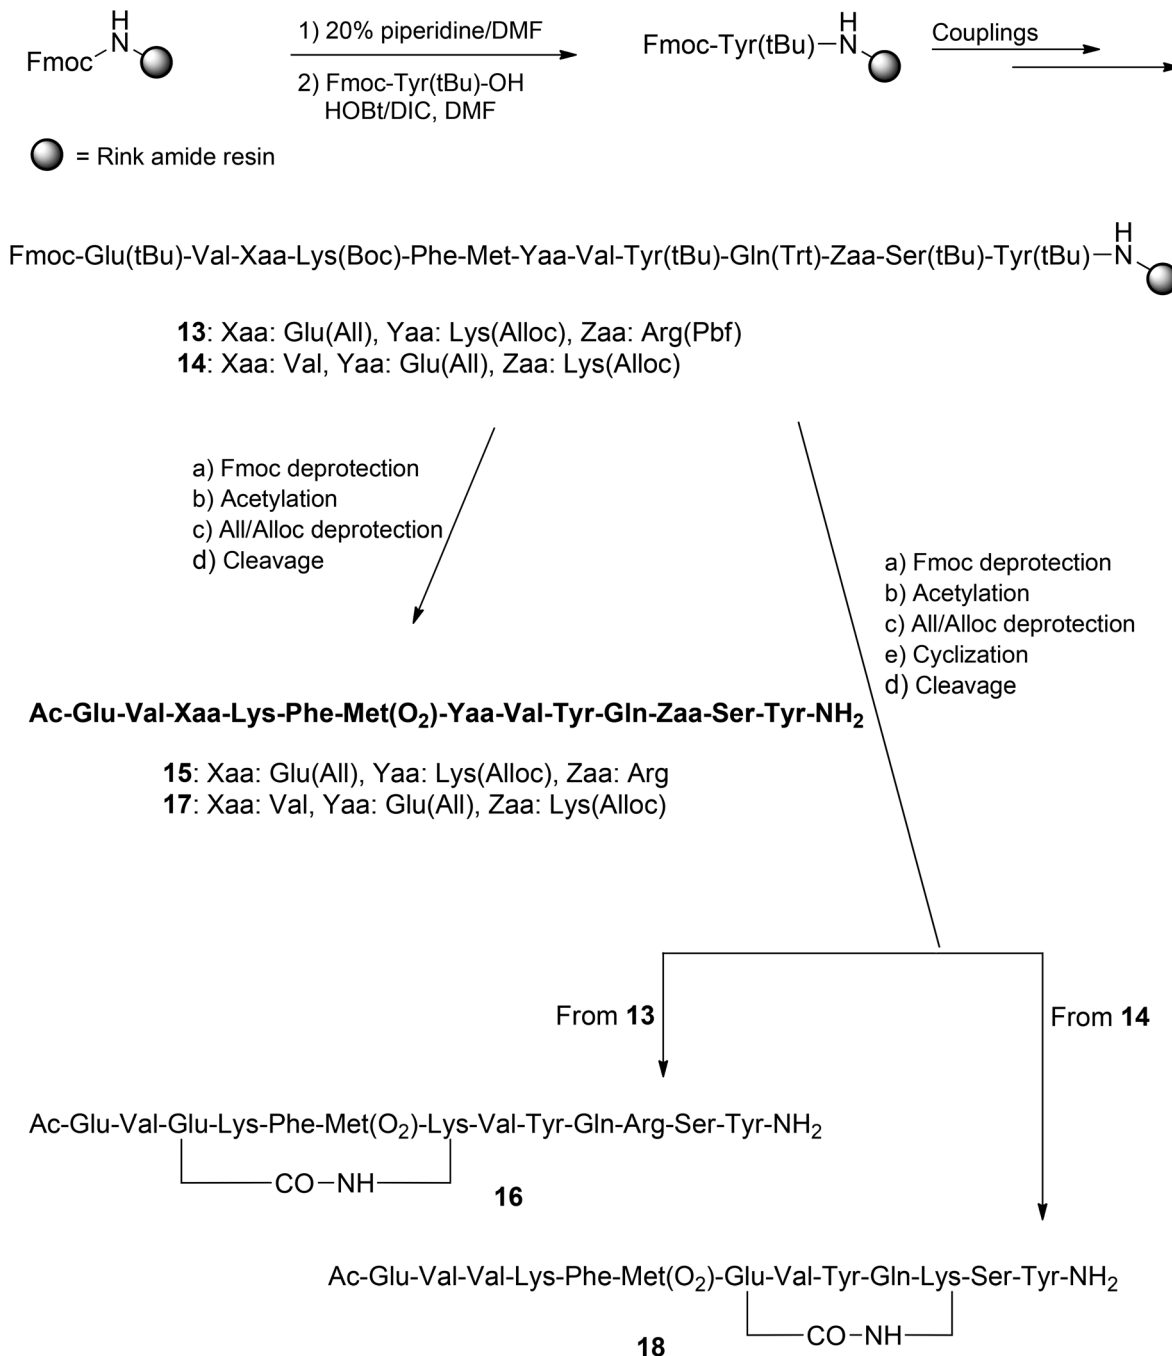 Fmoc
H
N
1) 20% piperidine/DMF
2) Fmoc-Tyr(tBu)-OH
HOBt/DIC, DMF
Fmoc-Tyr(tBu)–N
H
Couplings
= Rink amide resin
Fmoc-Glu(tBu)-Val-Xaa-Lys(Boc)-Phe-Met-Yaa-Val-Tyr(tBu)-Gln(Trt)-Zaa-Ser(tBu)-Tyr(tBu)–N
H
13: Xaa: Glu(All), Yaa: Lys(Alloc), Zaa: Arg(Pbf)
14: Xaa: Val, Yaa: Glu(All), Zaa: Lys(Alloc)
a) Fmoc deprotection
b) Acetylation
c) All/Alloc deprotection
d) Cleavage
a) Fmoc deprotection
b) Acetylation
c) All/Alloc deprotection
e) Cyclization
d) Cleavage
Ac-Glu-Val-Xaa-Lys-Phe-Met(O2)-Yaa-Val-Tyr-Gln-Zaa-Ser-Tyr-NH2
15: Xaa: Glu(All), Yaa: Lys(Alloc), Zaa: Arg
17: Xaa: Val, Yaa: Glu(All), Zaa: Lys(Alloc)
From 13
From 14
Ac-Glu-Val-Glu-Lys-Phe-Met(O2)-Lys-Val-Tyr-Gln-Arg-Ser-Tyr-NH2
CO–NH
16
Ac-Glu-Val-Val-Lys-Phe-Met(O2)-Glu-Val-Tyr-Gln-Lys-Ser-Tyr-NH2
CO–NH
18